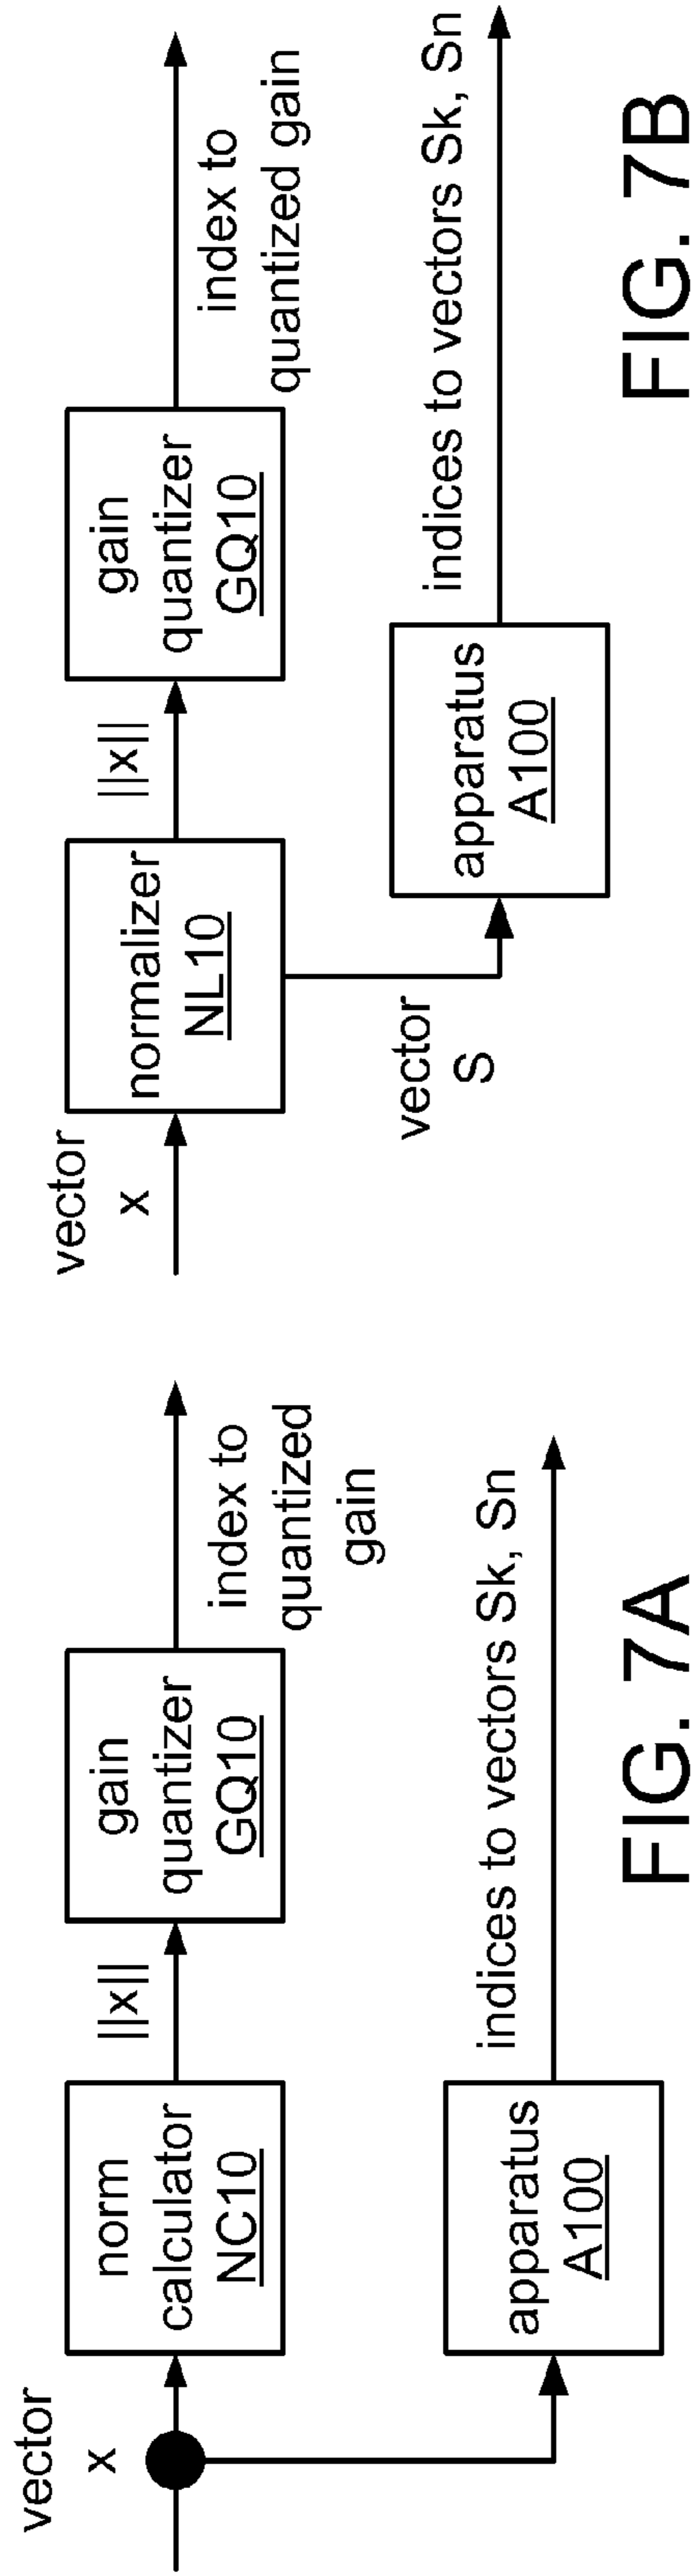 vector
x
norm
calculator
NC10
||x||
gain
quantizer
GQ10
index to
quantized
gain
apparatus
A100
indices to vectors Sk, Sn
FIG. 7A
vector
x
normalizer
NL10
||x||
gain
quantizer
GQ10
index to
quantized gain
vector
S
apparatus
A100
indices to vectors Sk, Sn
FIG. 7B